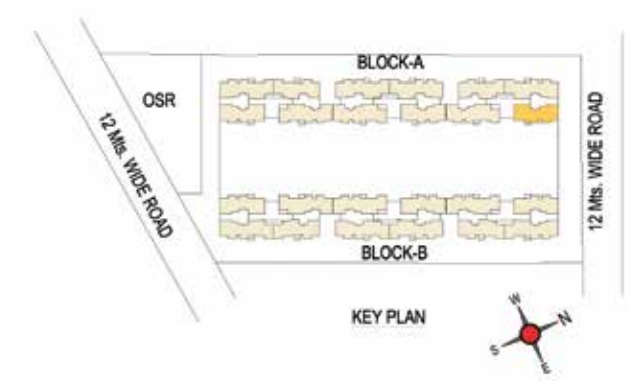 BLOCK-A
OSR
12 Mts. WIDE ROAD
12 Mts. WIDE ROAD
BLOCK-B
KEY PLAN
W
N
S
E